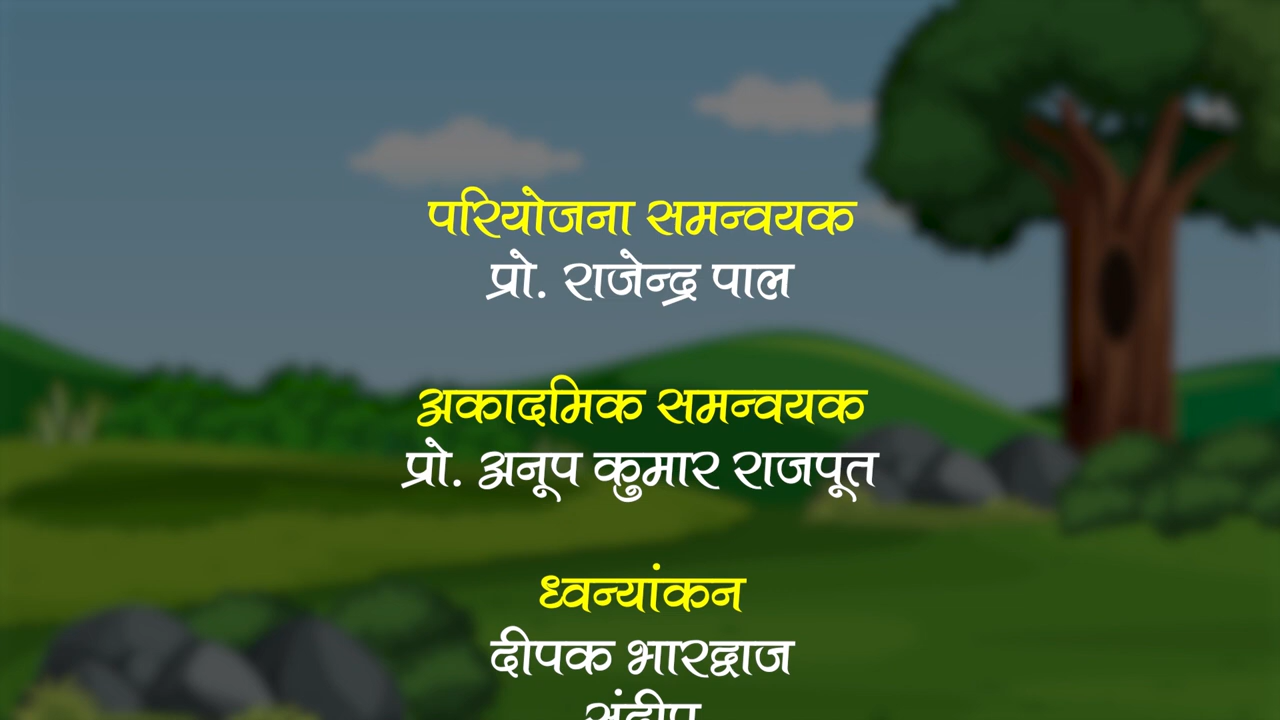 परियोजना समन्वयक
प्रो. राजेन्द्र पाल
अकादमिक समन्वयक
प्रो. अनूप कुमार राजपूत
ध्वन्यांकन
दीपक भारद्वाज